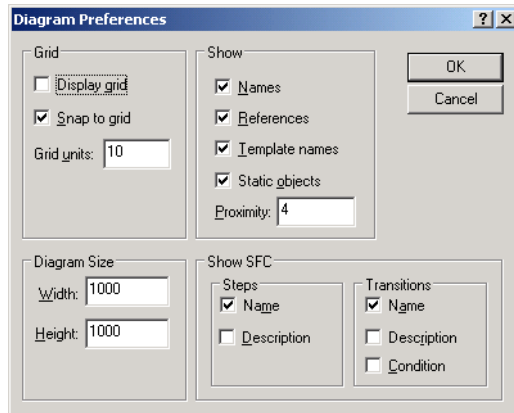 Diagram Preferences
Grid
Display grid
Snap to grid
Grid units: 10
Show
Names
References
Template names
Static objects
Proximity: 4
OK
Cancel
Diagram Size
Width: 1000
Height: 1000
Show SFC
Steps
Name
Description
Transitions
Name
Description
Condition